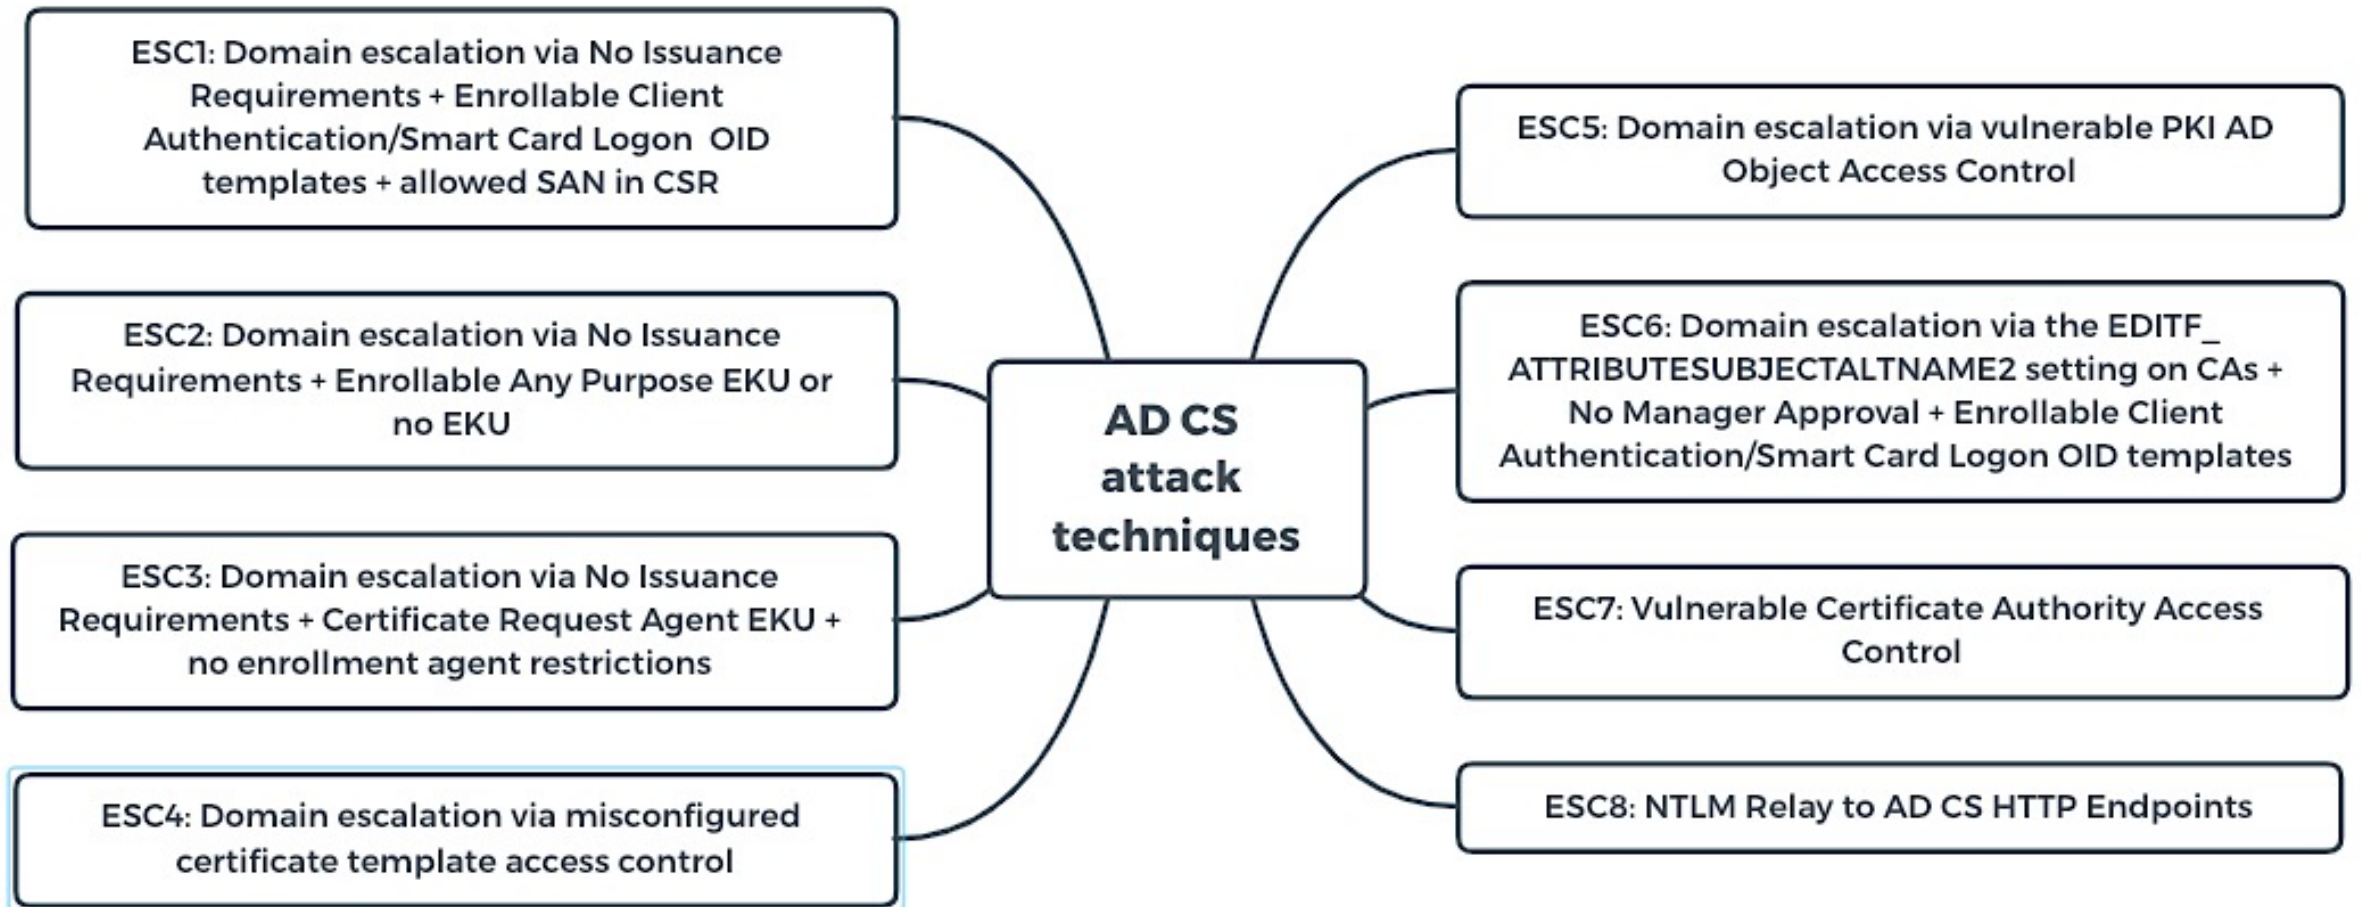 ESC1: Domain escalation via No Issuance
Requirements + Enrollable Client
Authentication/Smart Card Logon OID
templates + allowed SAN in CSR
ESC2: Domain escalation via No Issuance
Requirements + Enrollable Any Purpose EKU or
no EKU
ESC3: Domain escalation via No Issuance
Requirements + Certificate Request Agent EKU +
no enrollment agent restrictions
ESC4: Domain escalation via misconfigured
certificate template access control
AD CS
attack
techniques
ESC5: Domain escalation via vulnerable PKI AD
Object Access Control
ESC6: Domain escalation via the EDITF_
ATTRIBUTESUBJECTALTNAME2 setting on CAs +
No Manager Approval + Enrollable Client
Authentication/Smart Card Logon OID templates
ESC7: Vulnerable Certificate Authority Access
Control
ESC8: NTLM Relay to AD CS HTTP Endpoints